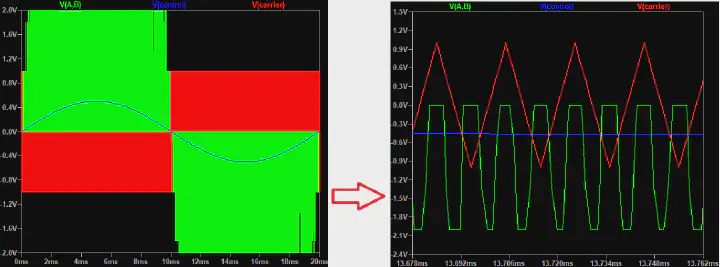 V(A,B) V(control) V(carrier)
2.0V
1.6V
1.2V
0.8V
0.4V
0.0V
-0.4V
-0.8V
-1.2V
-1.6V
-2.0V
0ms 2ms 4ms 6ms 8ms 10ms 12ms 14ms 16ms 18ms 20ms
V(A,B) V(control) V(carrier)
1.5V
1.2V
0.9V
0.6V
0.3V
0.0V
-0.3V
-0.6V
-0.9V
-1.2V
-1.5V
-1.8V
-2.1V
-2.4V
13.678ms 13.692ms 13.706ms 13.720ms 13.734ms 13.748ms 13.762ms